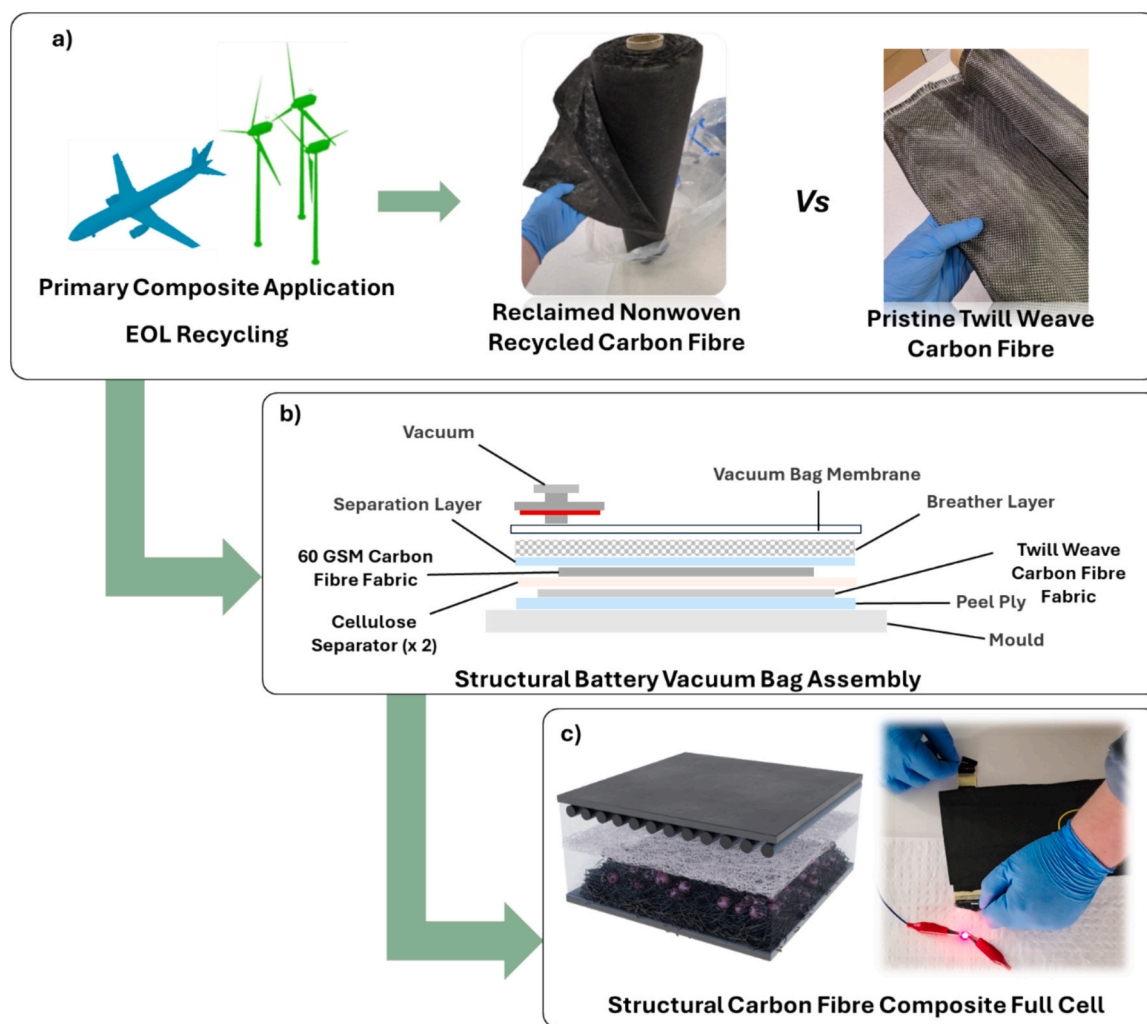 a)
Vs
Primary Composite Application
EOL Recycling
Reclaimed Nonwoven
Recycled Carbon Fibre
Pristine Twill Weave
Carbon Fibre
b)
Vacuum
Vacuum Bag Membrane
Separation Layer
Breather Layer
60 GSM Carbon
Fibre Fabric
Twill Weave
Carbon Fibre
Fabric
Peel Ply
Cellulose
Separator (x 2)
Mould
Structural Battery Vacuum Bag Assembly
c)
Structural Carbon Fibre Composite Full Cell